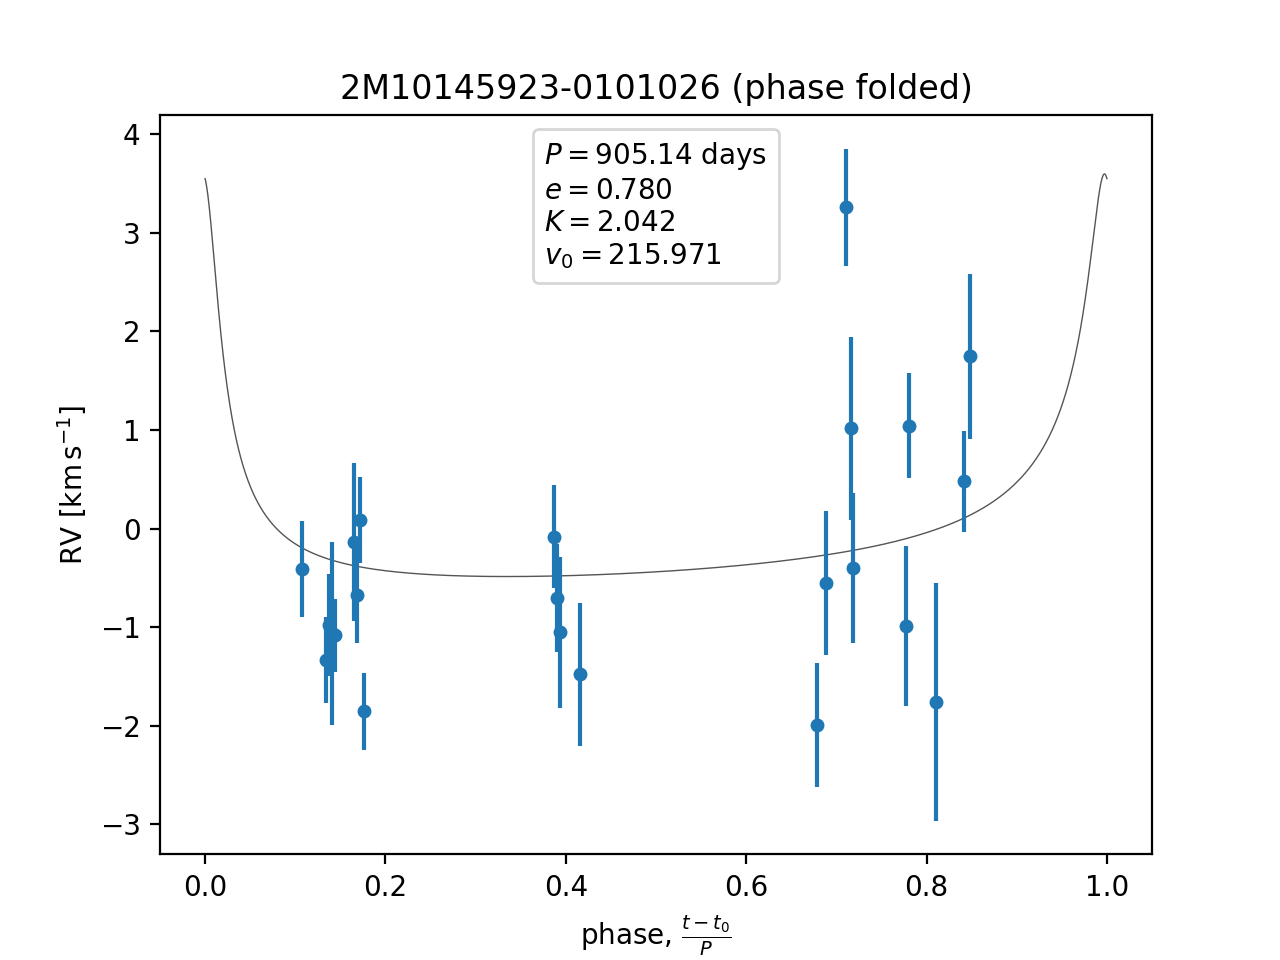 2M10145923-0101026 (phase folded)
P = 905.14 days
e = 0.780
K = 2.042
v₀ = 215.971
RV [km s⁻¹]
4
3
2
1
0
−1
−2
−3
0.0 0.2 0.4 0.6 0.8 1.0
phase, (t − t₀)/P